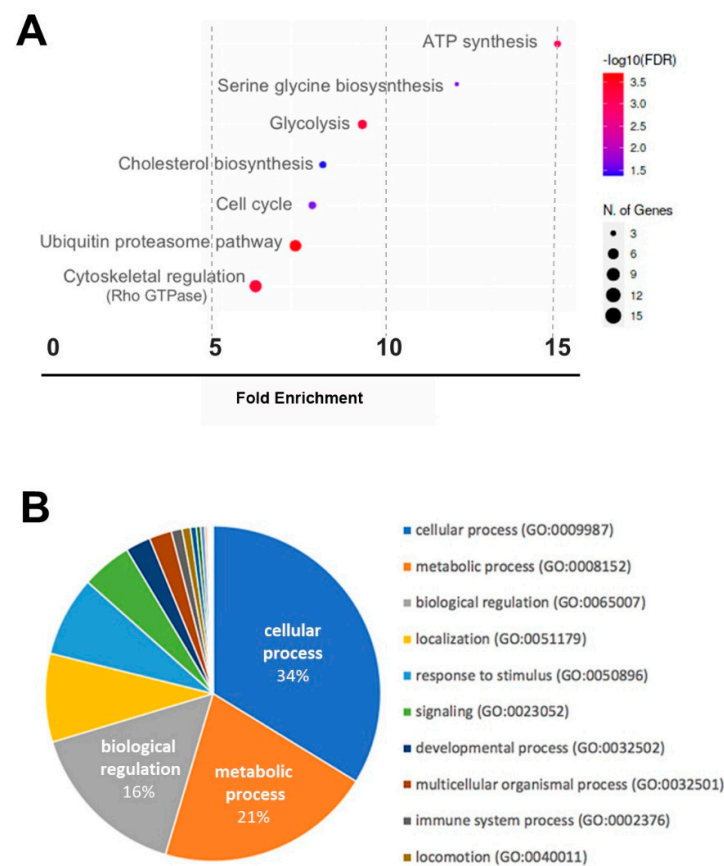 A
ATP synthesis
Serine glycine biosysnthesis
Glycolysis
Cholesterol biosynthesis
Cell cycle
Ubiquitin proteasome pathway
Cytoskeletal regulation
(Rho GTPase)
0 5 10 15
Fold Enrichment
-log10(FDR)
3.5
3.0
2.5
2.0
1.5
N. of Genes
3
6
9
12
15
B
cellular
process
34%
biological
regulation
16%
metabolic
process
21%
cellular process (GO:0009987)
metabolic process (GO:0008152)
biological regulation (GO:0065007)
localization (GO:0051179)
response to stimulus (GO:0050896)
signaling (GO:0023052)
developmental process (GO:0032502)
multicellular organismal process (GO:0032501)
immune system process (GO:0002376)
locomotion (GO:0040011)